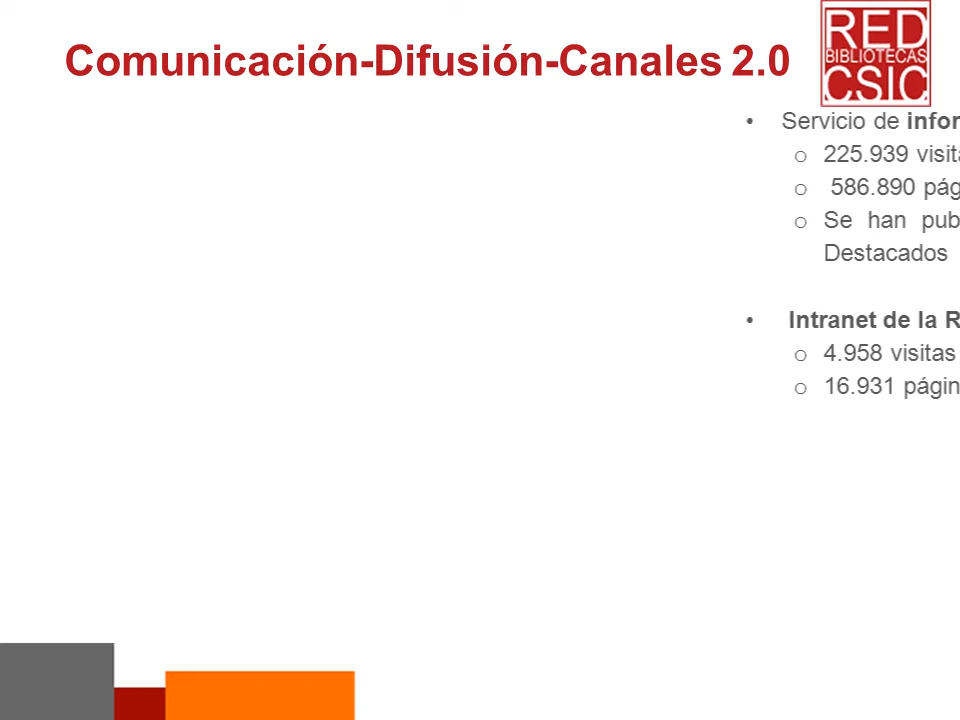 Comunicación-Difusión-Canales 2.0
RED
BIBLIOTECAS
CSIC
• Servicio de
o 225.939
o 586.890
o Se han
Destacados
• Intranet de la
o 4.958 visitas
o 16.931